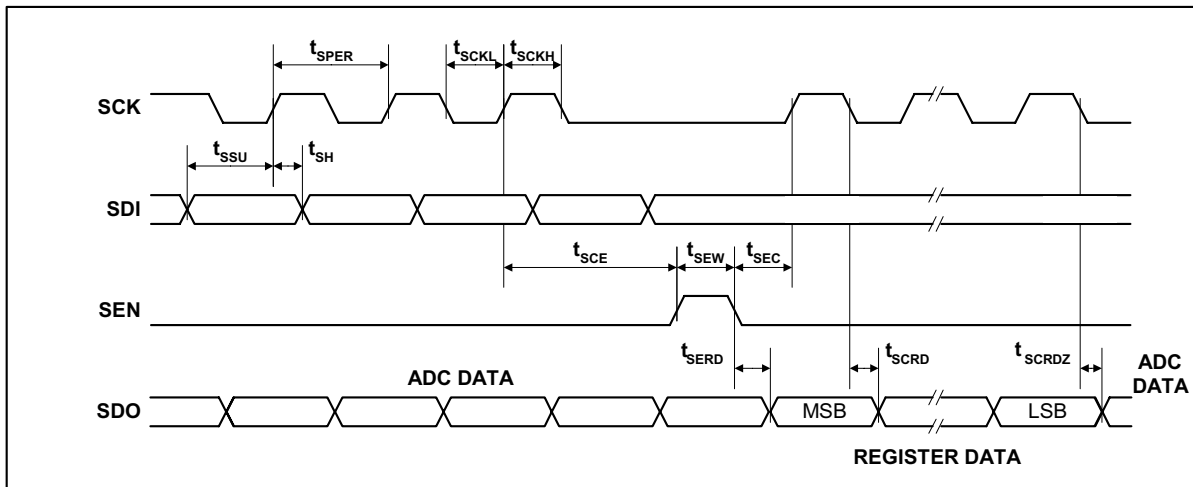 tSPER
tSCKL
tSCKH
SCK
tSSU
tSH
SDI
tSCE
tSEW
tSEC
SEN
tSERD
tSCRD
tSCRDZ
ADC DATA
ADC
DATA
SDO
MSB
LSB
REGISTER DATA